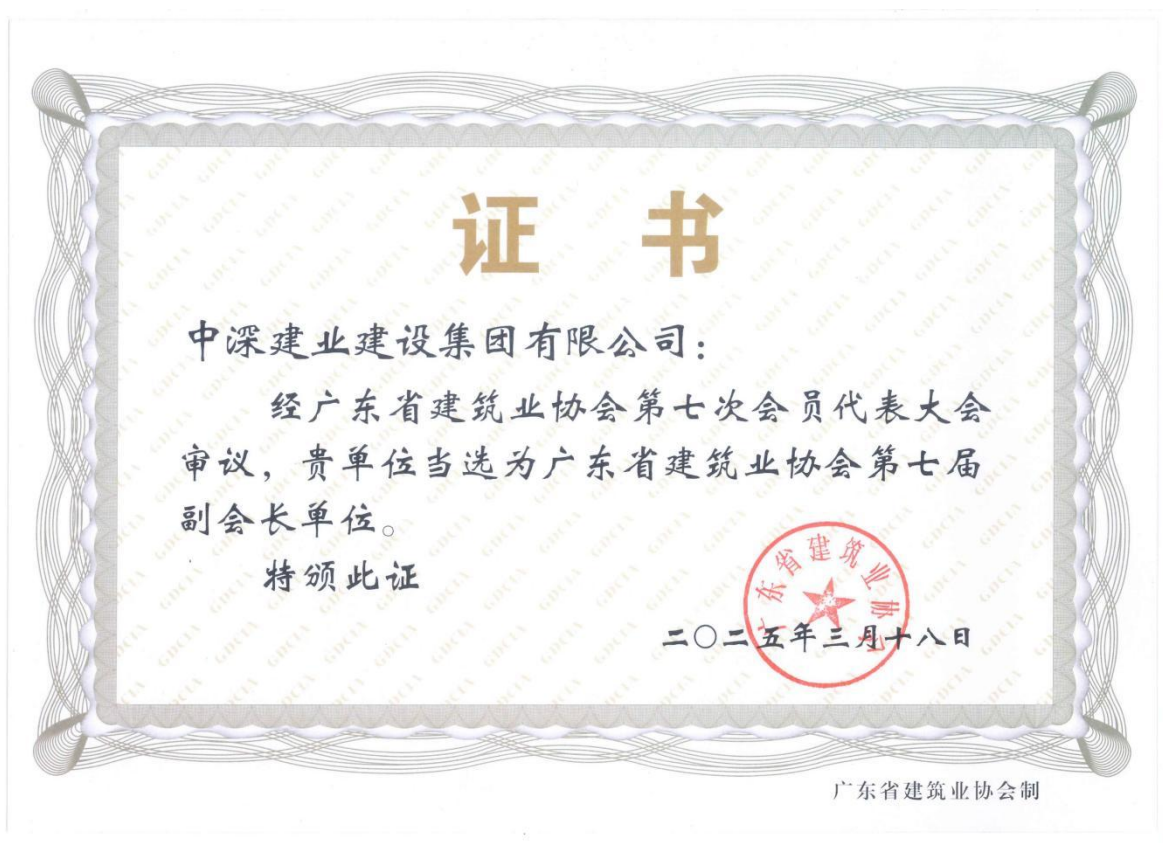 证 书
中深建业建设集团有限公司：
经广东省建筑业协会第七次会员代表大会
审议，贵单位当选为广东省建筑业协会第七届
副会长单位。
特颁此证
广东省建筑业协会
二〇二五年三月十八日
广东省建筑业协会制
GDCIA